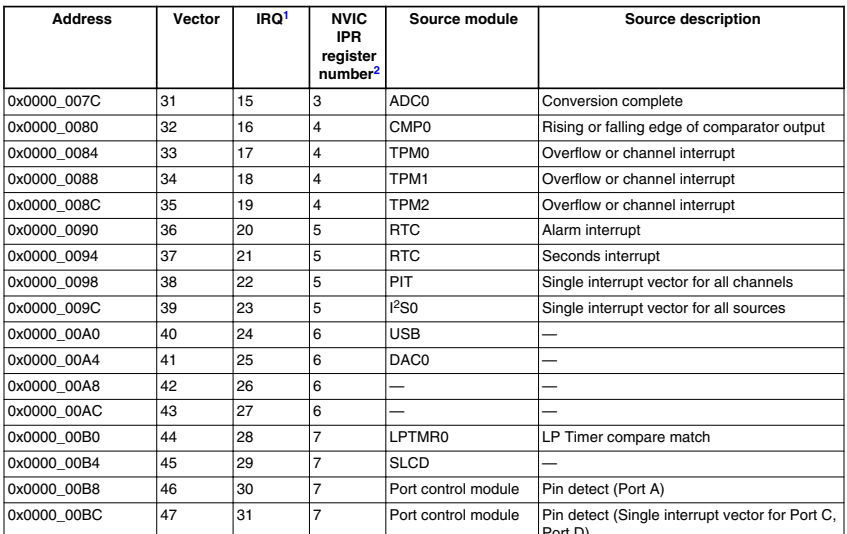 Address Vector IRQ1 NVIC IPR register number2 Source module Source description
0x0000_007C 31 15 3 ADC0 Conversion complete
0x0000_0080 32 16 4 CMP0 Rising or falling edge of comparator output
0x0000_0084 33 17 4 TPM0 Overflow or channel interrupt
0x0000_0088 34 18 4 TPM1 Overflow or channel interrupt
0x0000_008C 35 19 4 TPM2 Overflow or channel interrupt
0x0000_0090 36 20 5 RTC Alarm interrupt
0x0000_0094 37 21 5 RTC Seconds interrupt
0x0000_0098 38 22 5 PIT Single interrupt vector for all channels
0x0000_009C 39 23 5 I2S0 Single interrupt vector for all sources
0x0000_00A0 40 24 6 USB —
0x0000_00A4 41 25 6 DAC0 —
0x0000_00A8 42 26 6 — —
0x0000_00AC 43 27 6 — —
0x0000_00B0 44 28 7 LPTMR0 LP Timer compare match
0x0000_00B4 45 29 7 SLCD —
0x0000_00B8 46 30 7 Port control module Pin detect (Port A)
0x0000_00BC 47 31 7 Port control module Pin detect (Single interrupt vector for Port C,
Port D)